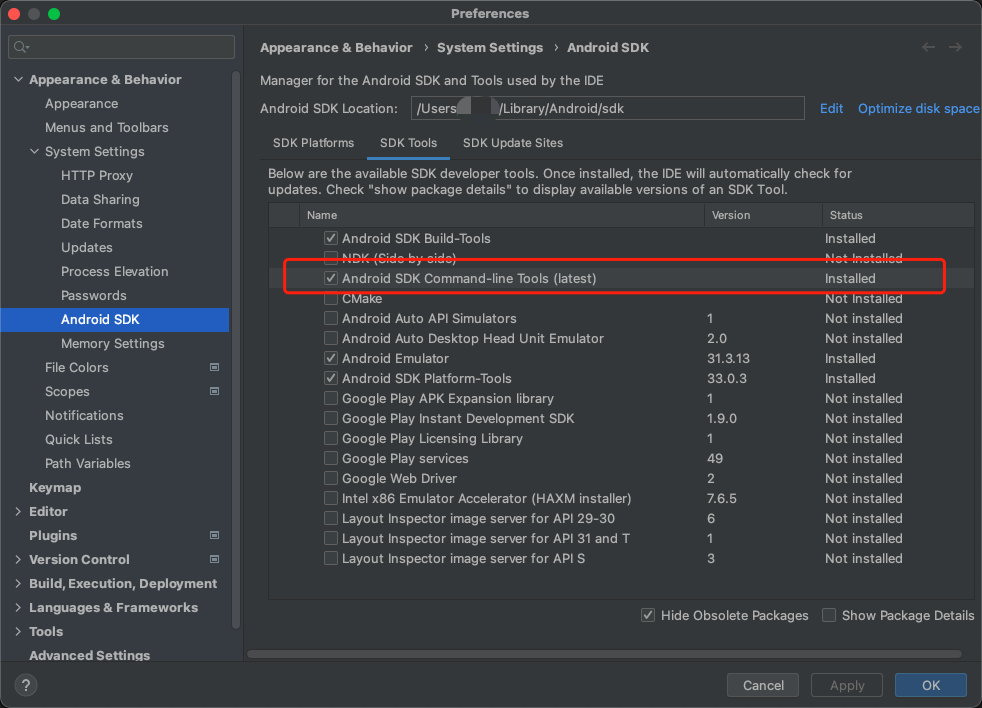 Preferences
Appearance & Behavior › System Settings › Android SDK
Manager for the Android SDK and Tools used by the IDE
Android SDK Location: /Users /Library/Android/sdk Edit Optimize disk space
SDK Platforms SDK Tools SDK Update Sites
Below are the available SDK developer tools. Once installed, the IDE will automatically check for
updates. Check "show package details" to display available versions of an SDK Tool.
Name Version Status
Android SDK Build-Tools Installed
NDK (Side by side) Not Installed
Android SDK Command-line Tools (latest) Installed
CMake Not Installed
Android Auto API Simulators 1 Not installed
Android Auto Desktop Head Unit Emulator 2.0 Not installed
Android Emulator 31.3.13 Installed
Android SDK Platform-Tools 33.0.3 Installed
Google Play APK Expansion library 1 Not installed
Google Play Instant Development SDK 1.9.0 Not installed
Google Play Licensing Library 1 Not installed
Google Play services 49 Not installed
Google Web Driver 2 Not installed
Intel x86 Emulator Accelerator (HAXM installer) 7.6.5 Not installed
Layout Inspector image server for API 29-30 6 Not installed
Layout Inspector image server for API 31 and T 1 Not installed
Layout Inspector image server for API S 3 Not installed
Hide Obsolete Packages Show Package Details
Appearance & Behavior
Appearance
Menus and Toolbars
System Settings
HTTP Proxy
Data Sharing
Date Formats
Updates
Process Elevation
Passwords
Android SDK
Memory Settings
File Colors
Scopes
Notifications
Quick Lists
Path Variables
Keymap
Editor
Plugins
Version Control
Build, Execution, Deployment
Languages & Frameworks
Tools
Advanced Settings
? Cancel Apply OK